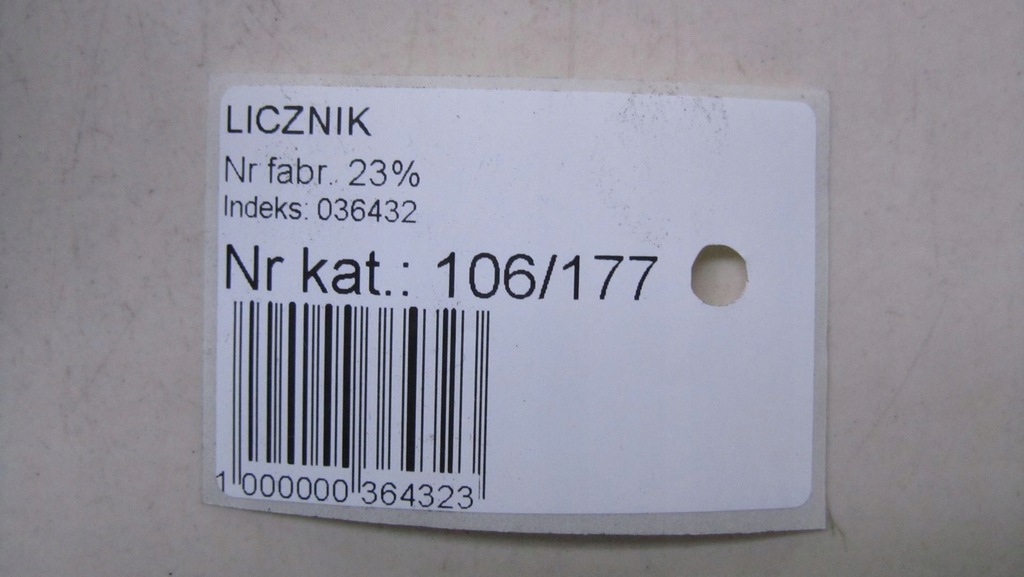 LICZNIK
Nr fabr.. 23%
Indeks: 036432
Nr kat.: 106/177
1 000000 364323